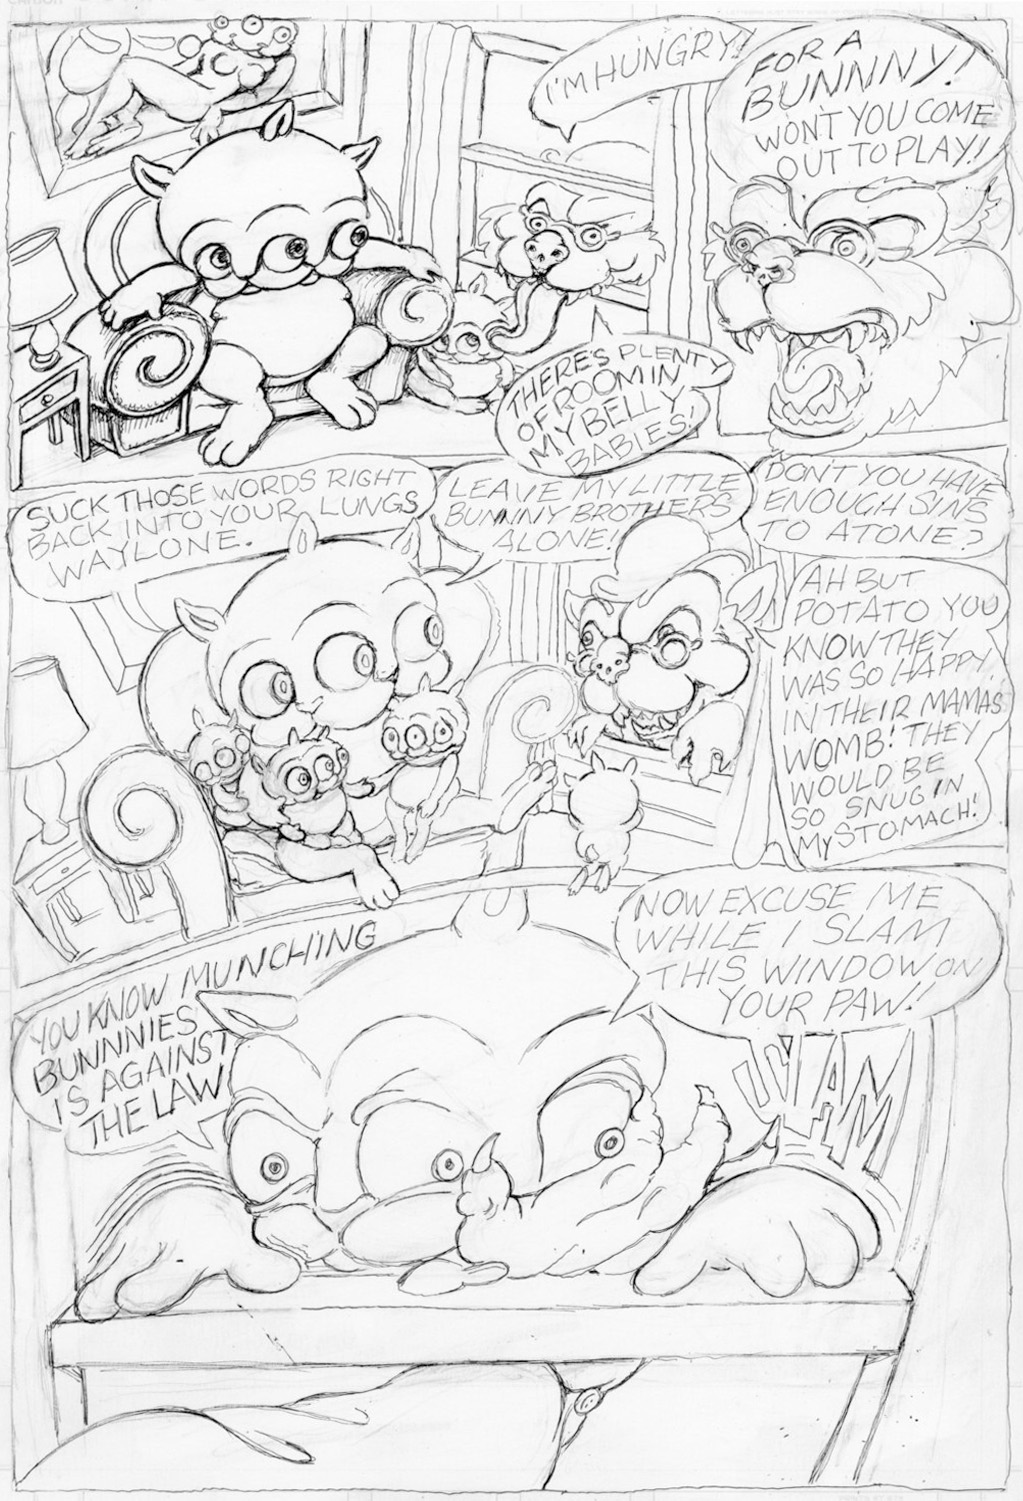 I'M HUNGRY!
FOR A
BUNNNY!
WONT YOU COME
OUT TO PLAY!!
THERE'S PLENTY
OF ROOM IN
MY BELLY
BABIES!
SUCK THOSE WORDS RIGHT
BACK INTO YOUR LUNGS
WAYLONE.
LEAVE MY LITTLE
BUNNNY BROTHERS
ALONE!
DON'T YOU HAVE
ENOUGH SINS
TO ATONE?
AH BUT
POTATO YOU
KNOW THEY
WAS SO HAPPY
IN THEIR MAMAS
WOMB! THEY
WOULD BE
SO SNUG IN
MY STOMACH!
YOU KNOW MUNCHING
BUNNNIES
IS AGAINST
THE LAW
NOW EXCUSE ME
WHILE I SLAM
THIS WINDOW ON
YOUR PAW!!